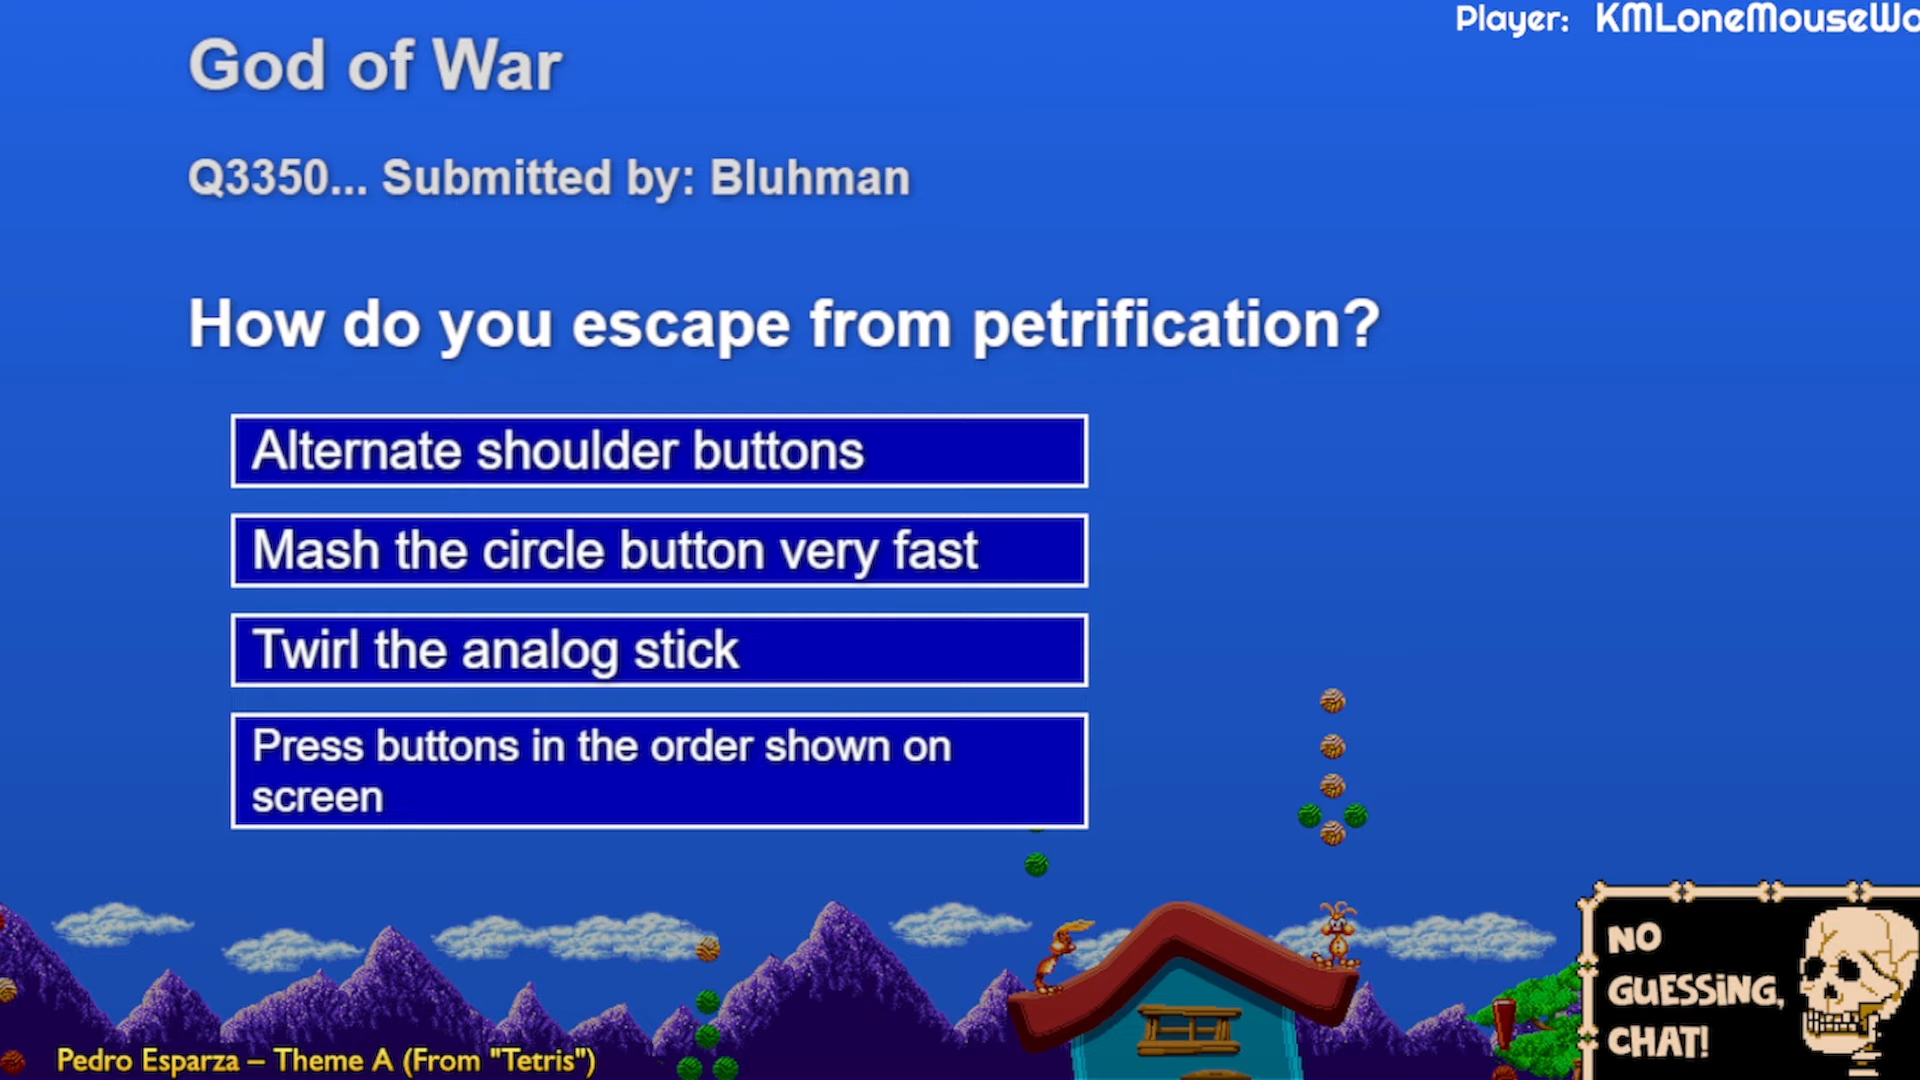 Player: KMLoneMouseWo
God of War
Q3350... Submitted by: Bluhman
How do you escape from petrification?
Alternate shoulder buttons
Mash the circle button very fast
Twirl the analog stick
Press buttons in the order shown on
screen
NO
GUESSING,
CHAT!
Pedro Esparza – Theme A (From "Tetris")